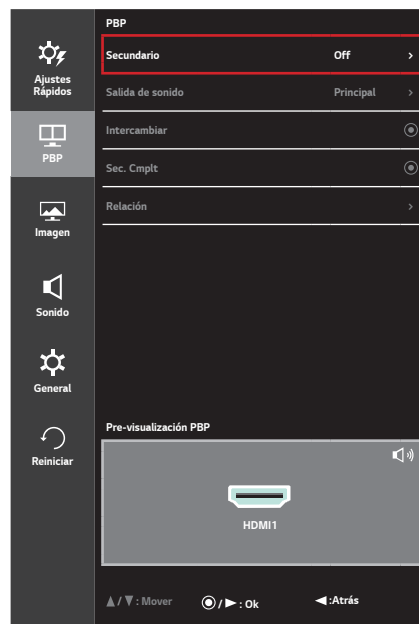 PBP
Secundario Off >
Salida de sonido Principal >
Intercambiar
Sec. Cmplt
Relación >
Ajustes
Rápidos
PBP
Imagen
Sonido
General
Reiniciar
Pre-visualización PBP
HDMI1
▲/▼: Mover ◉/►: Ok ◄:Atrás